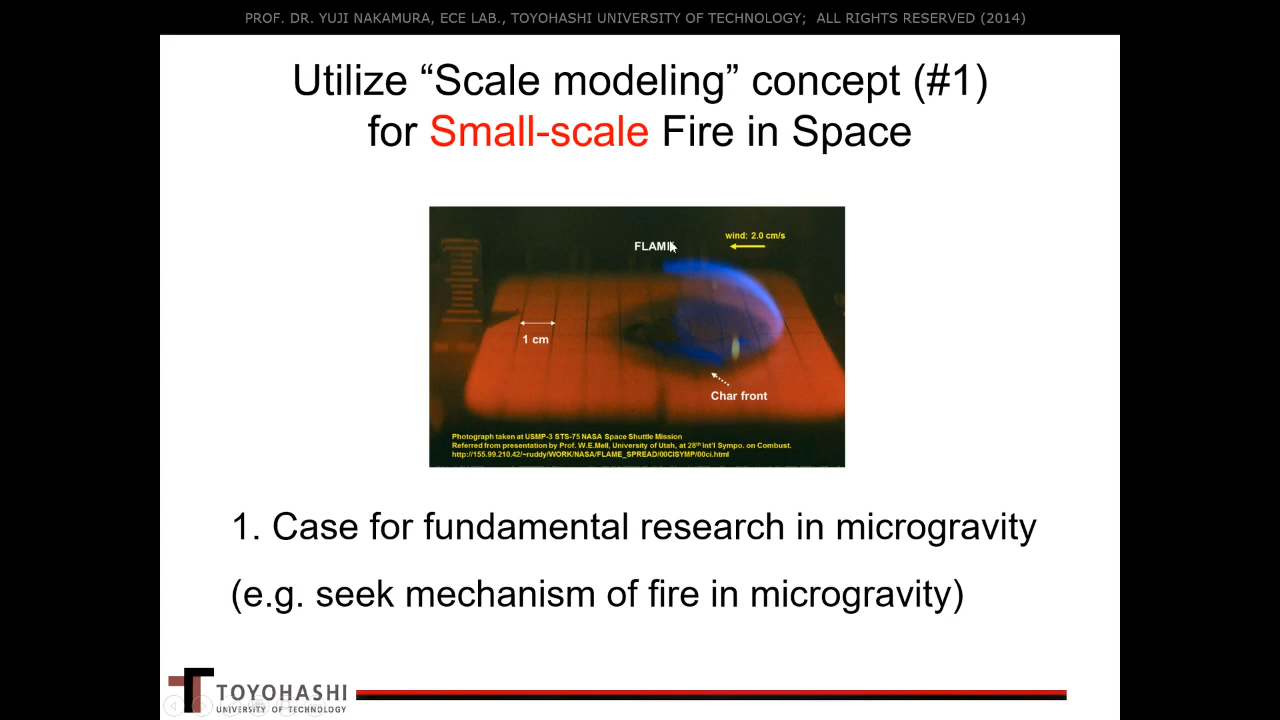 PROF. DR. YUJI NAKAMURA, ECE LAB., TOYOHASHI UNIVERSITY OF TECHNOLOGY;  ALL RIGHTS RESERVED (2014)
Utilize “Scale modeling” concept (#1)
for Small-scale Fire in Space
wind: 2.0 cm/s
FLAME
1 cm
Char front
Photograph taken at USMP-3 STS-75 NASA Space Shuttle Mission
Referred from presentation by Prof. W.E.Mell, University of Utah, at 28th Int'l Sympo. on Combust.
http://155.99.210.42/~ruddy/WORK/NASA/FLAME_SPREAD/00CISYMP/00ci.html
1. Case for fundamental research in microgravity
(e.g. seek mechanism of fire in microgravity)
TOYOHASHI
UNIVERSITY OF TECHNOLOGY